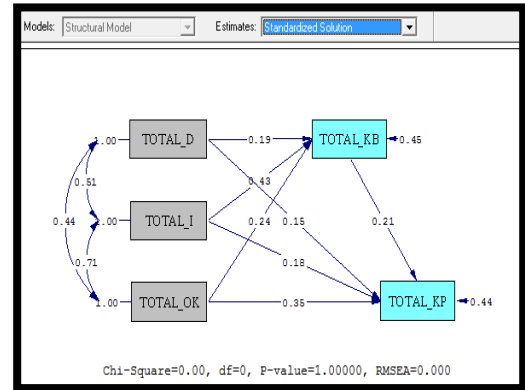 Models: Structural Model Estimates: Standardized Solution
1.00 TOTAL_D 0.19 TOTAL_KB 0.45
0.51 0.43
0.44 1.00 TOTAL_I 0.24 0.15 0.21
0.71 0.18
1.00 TOTAL_OK 0.35 TOTAL_KP 0.44
Chi-Square=0.00, df=0, P-value=1.00000, RMSEA=0.000